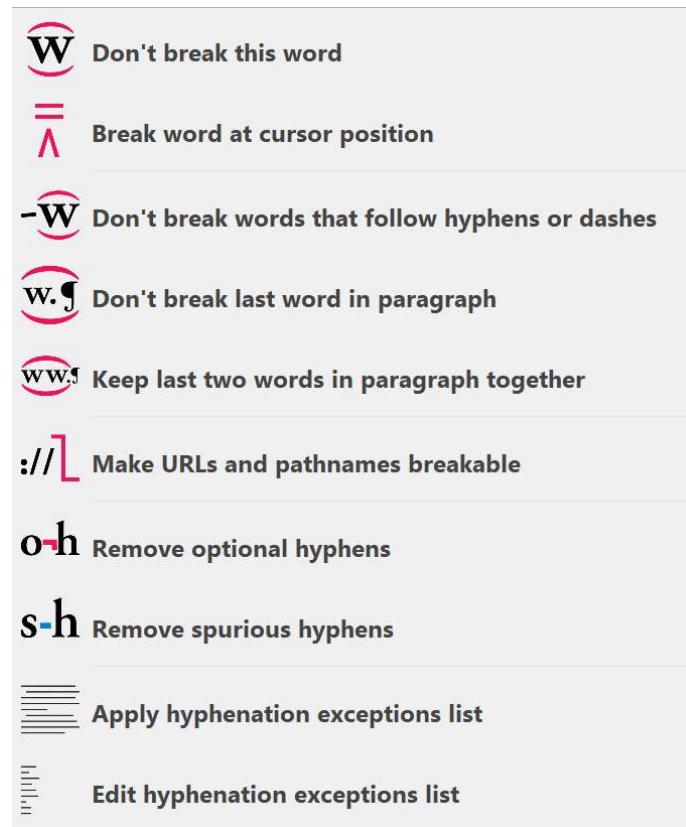 w Don't break this word
Break word at cursor position
-w Don't break words that follow hyphens or dashes
w.¶ Don't break last word in paragraph
ww.¶ Keep last two words in paragraph together
:// Make URLs and pathnames breakable
o¬h Remove optional hyphens
s-h Remove spurious hyphens
Apply hyphenation exceptions list
Edit hyphenation exceptions list